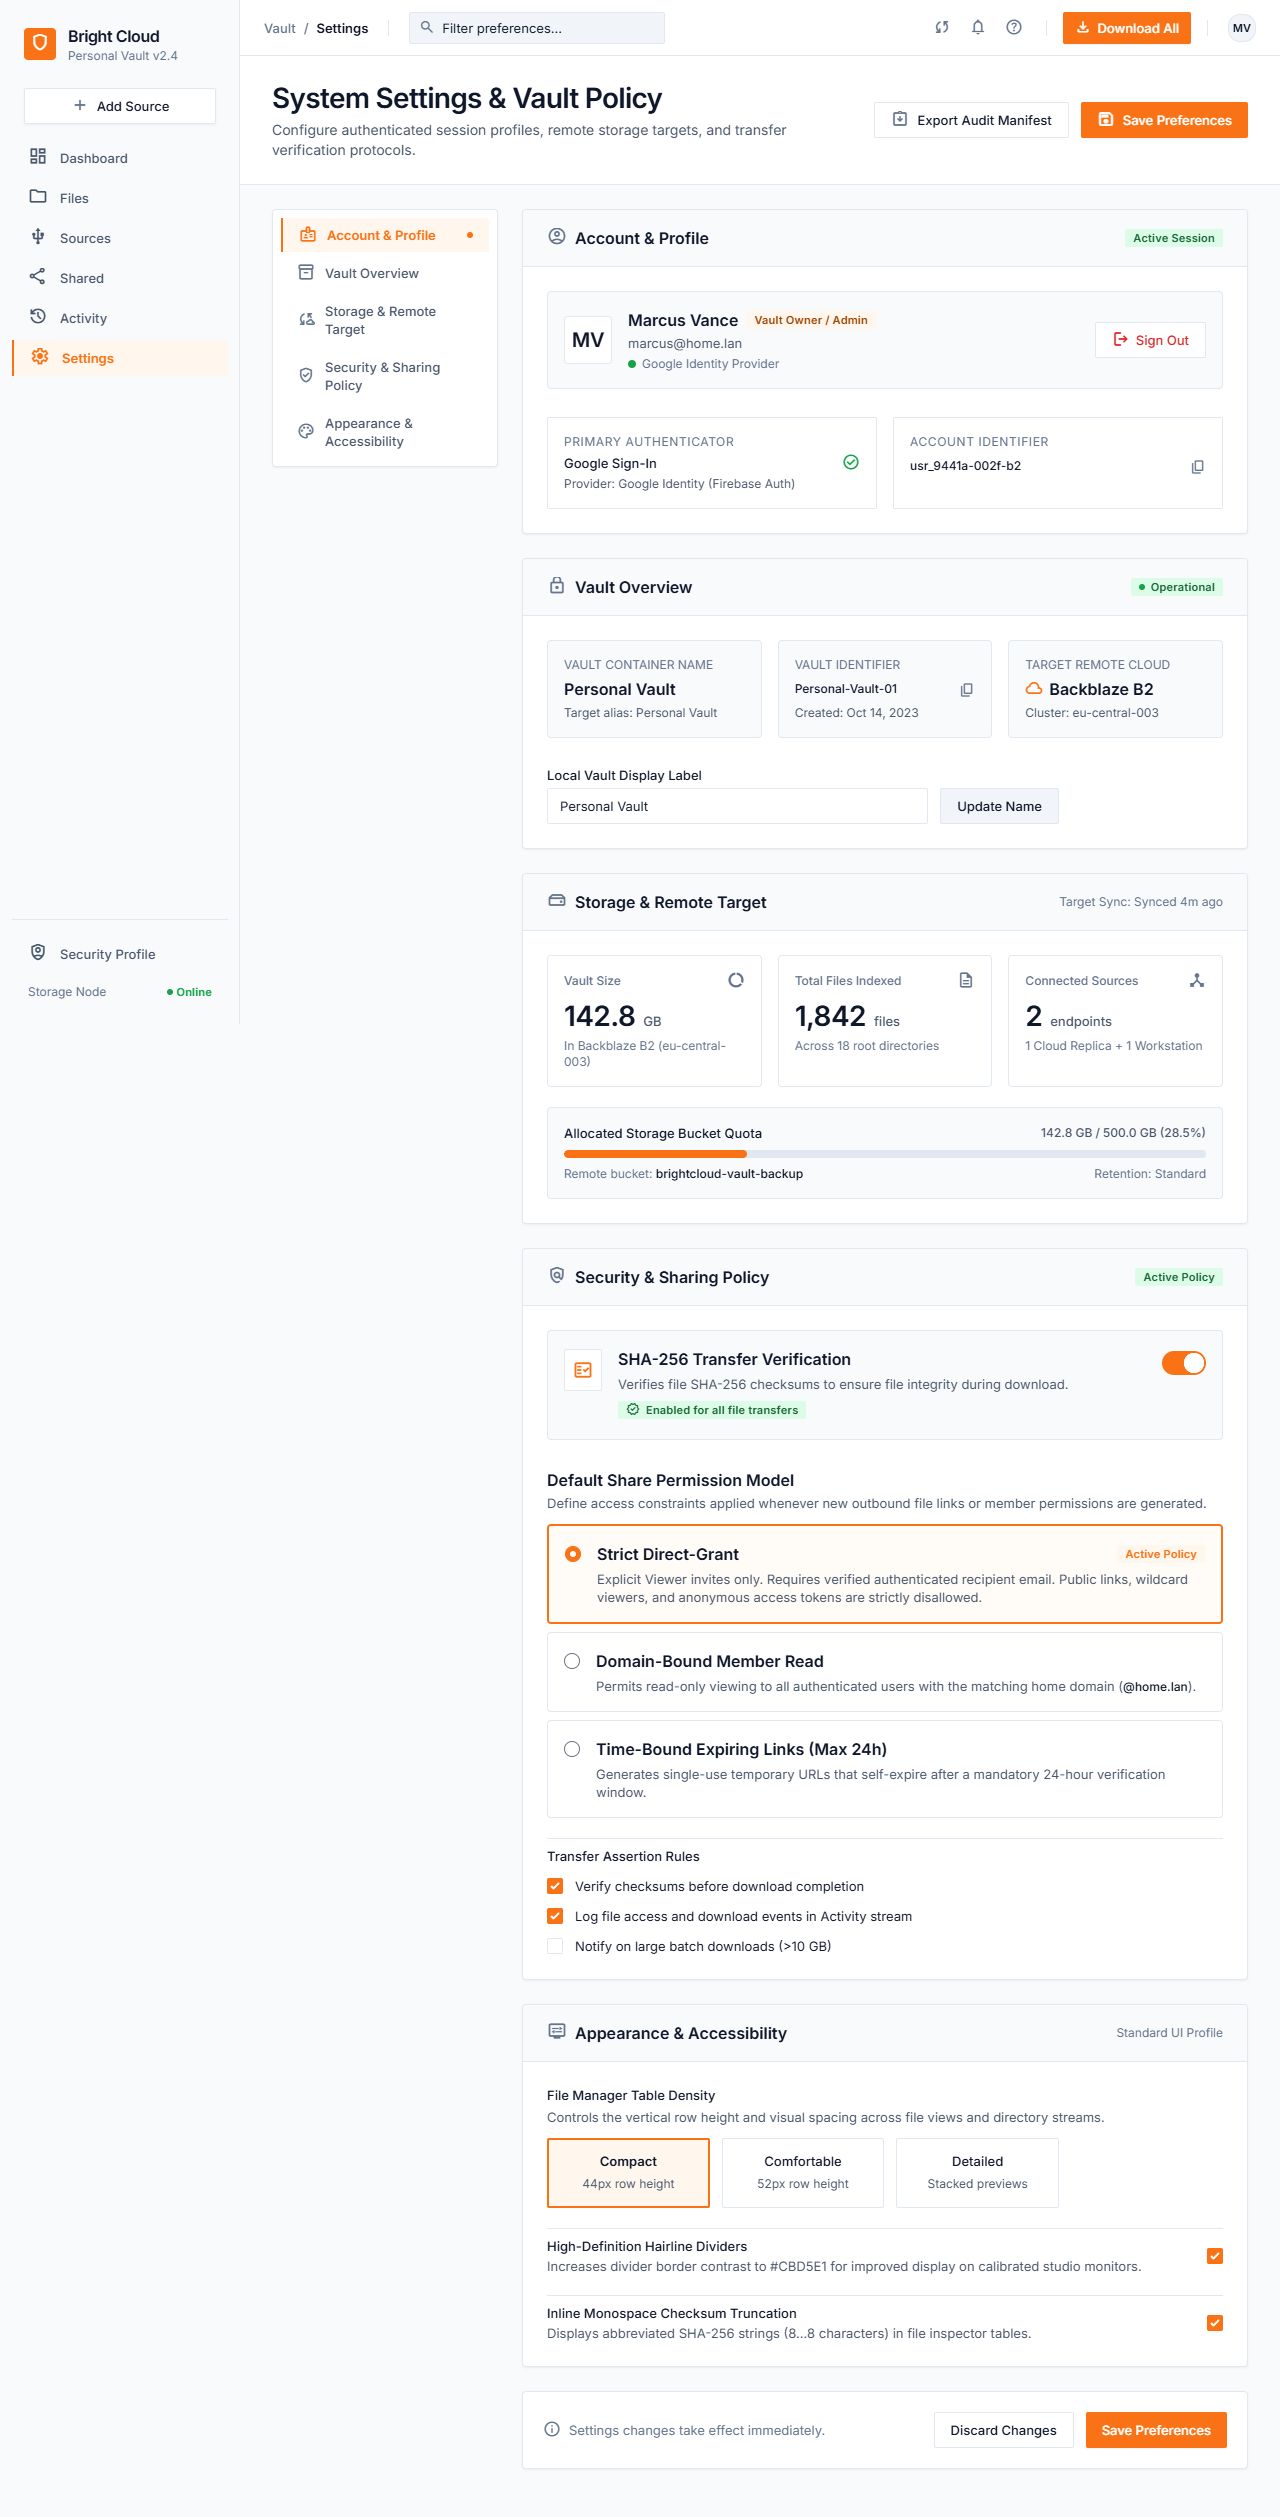 Bright Cloud
Personal Vault v2.4
Add Source
Dashboard
Files
Sources
Shared
Activity
Settings
Security Profile
Storage Node
Online
Vault / Settings
Filter preferences...
Download All
MV
System Settings & Vault Policy
Configure authenticated session profiles, remote storage targets, and transfer
verification protocols.
Export Audit Manifest
Save Preferences
Account & Profile
Vault Overview
Storage & Remote
Target
Security & Sharing
Policy
Appearance &
Accessibility
Account & Profile
Active Session
MV
Marcus Vance
Vault Owner / Admin
marcus@home.lan
Google Identity Provider
Sign Out
PRIMARY AUTHENTICATOR
Google Sign-In
Provider: Google Identity (Firebase Auth)
ACCOUNT IDENTIFIER
usr_9441a-002f-b2
Vault Overview
Operational
VAULT CONTAINER NAME
Personal Vault
Target alias: Personal Vault
VAULT IDENTIFIER
Personal-Vault-01
Created: Oct 14, 2023
TARGET REMOTE CLOUD
Backblaze B2
Cluster: eu-central-003
Local Vault Display Label
Personal Vault
Update Name
Storage & Remote Target
Target Sync: Synced 4m ago
Vault Size
142.8 GB
In Backblaze B2 (eu-central-
003)
Total Files Indexed
1,842 files
Across 18 root directories
Connected Sources
2 endpoints
1 Cloud Replica + 1 Workstation
Allocated Storage Bucket Quota
142.8 GB / 500.0 GB (28.5%)
Remote bucket: brightcloud-vault-backup
Retention: Standard
Security & Sharing Policy
Active Policy
SHA-256 Transfer Verification
Verifies file SHA-256 checksums to ensure file integrity during download.
Enabled for all file transfers
Default Share Permission Model
Define access constraints applied whenever new outbound file links or member permissions are generated.
Strict Direct-Grant
Active Policy
Explicit Viewer invites only. Requires verified authenticated recipient email. Public links, wildcard
viewers, and anonymous access tokens are strictly disallowed.
Domain-Bound Member Read
Permits read-only viewing to all authenticated users with the matching home domain (@home.lan).
Time-Bound Expiring Links (Max 24h)
Generates single-use temporary URLs that self-expire after a mandatory 24-hour verification
window.
Transfer Assertion Rules
Verify checksums before download completion
Log file access and download events in Activity stream
Notify on large batch downloads (>10 GB)
Appearance & Accessibility
Standard UI Profile
File Manager Table Density
Controls the vertical row height and visual spacing across file views and directory streams.
Compact
44px row height
Comfortable
52px row height
Detailed
Stacked previews
High-Definition Hairline Dividers
Increases divider border contrast to #CBD5E1 for improved display on calibrated studio monitors.
Inline Monospace Checksum Truncation
Displays abbreviated SHA-256 strings (8...8 characters) in file inspector tables.
Settings changes take effect immediately.
Discard Changes
Save Preferences